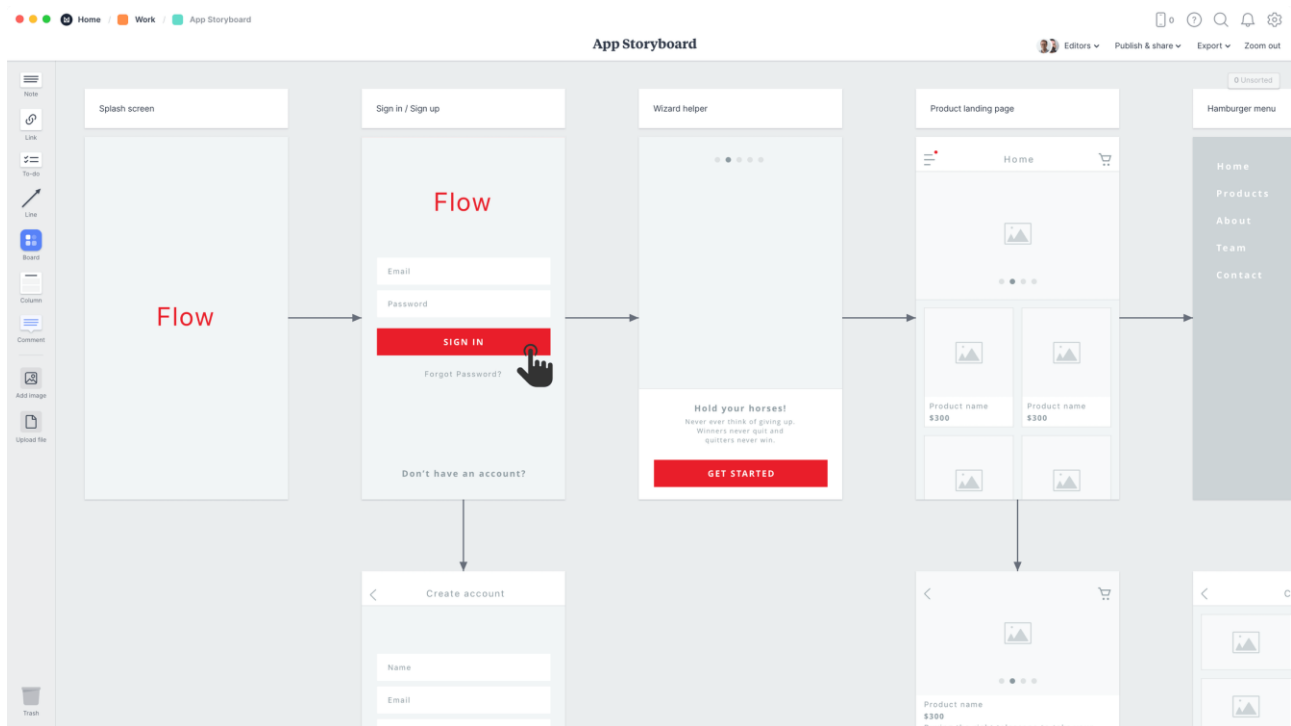 Home / Work / App Storyboard
0
App Storyboard
Editors
Publish & share
Export
Zoom out
0 Unsorted
Note
Link
To-do
Line
Board
Column
Comment
Add image
Upload file
Trash
Splash screen
Flow
Sign in / Sign up
Flow
Email
Password
SIGN IN
Forgot Password?
Don't have an account?
Wizard helper
Hold your horses!
Never ever think of giving up.
Winners never quit and
quitters never win.
GET STARTED
Product landing page
Home
Product name
$300
Product name
$300
Hamburger menu
Home
Products
About
Team
Contact
Create account
Name
Email
Product name
$300
C